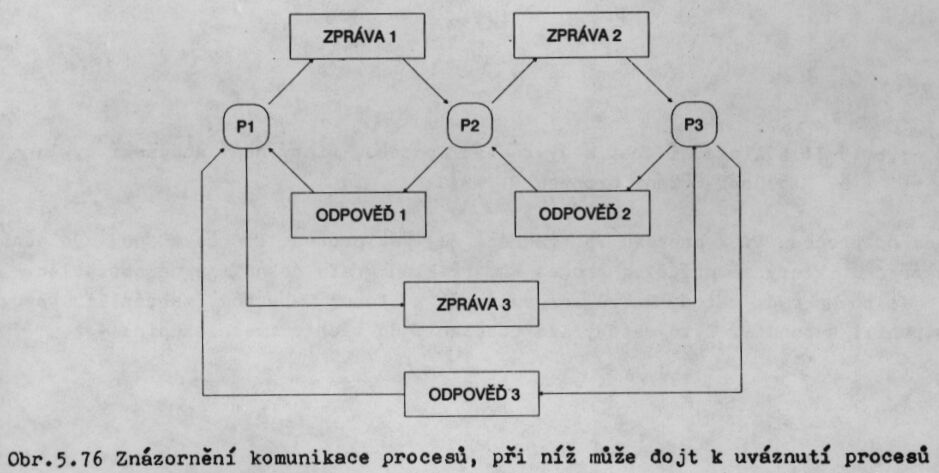 ZPRÁVA 1 ZPRÁVA 2
P1 P2 P3
ODPOVĚĎ 1 ODPOVĚĎ 2
ZPRÁVA 3
ODPOVĚĎ 3
Obr.5.76 Znázornění komunikace procesů, při níž může dojt k uváznutí procesů